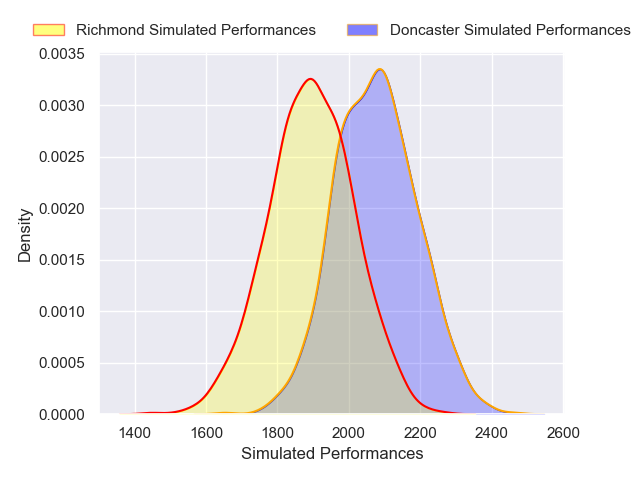 Richmond Simulated Performances
Doncaster Simulated Performances
0.0035
0.0030
0.0025
0.0020
0.0015
0.0010
0.0005
0.0000
Density
1400 1600 1800 2000 2200 2400 2600
Simulated Performances